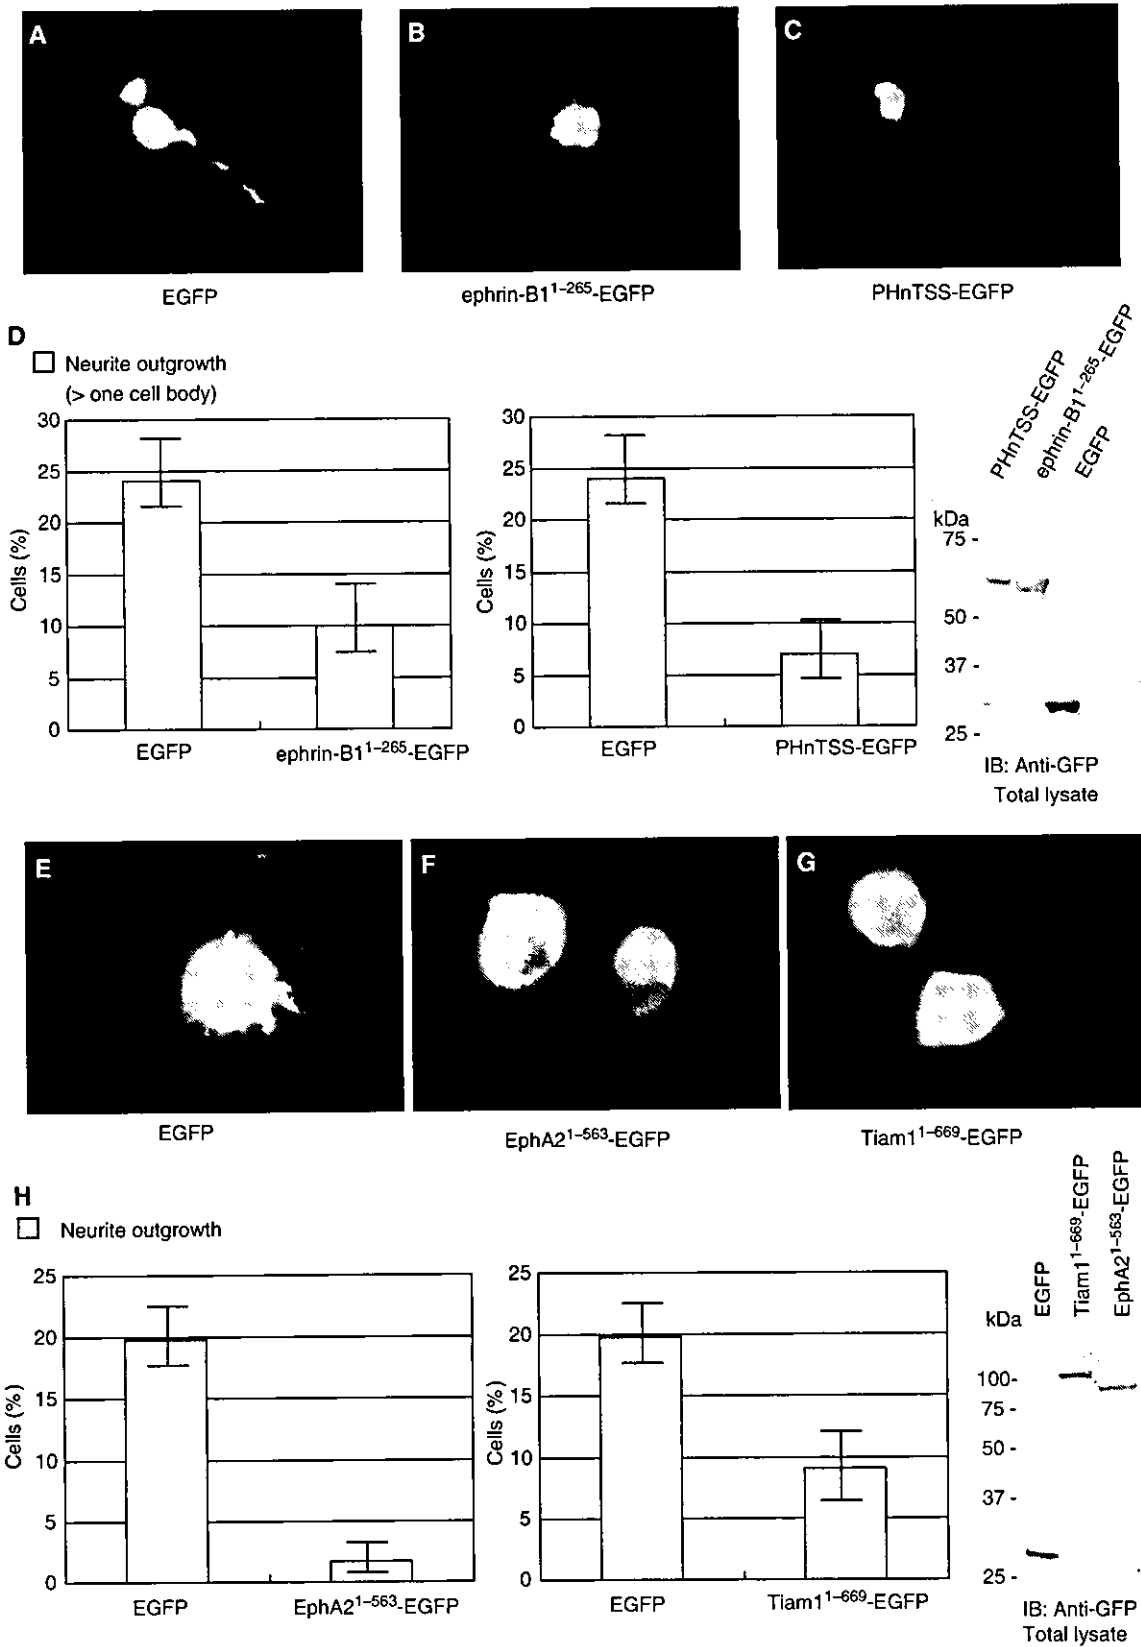 A
B
C
EGFP
ephrin-B1¹⁻²⁶⁵-EGFP
PHnTSS-EGFP
D
Neurite outgrowth
(> one cell body)
30
25
20
15
10
5
0
Cells (%)
EGFP
ephrin-B1¹⁻²⁶⁵-EGFP
30
25
20
15
10
5
0
Cells (%)
EGFP
PHnTSS-EGFP
PHnTSS-EGFP
ephrin-B1¹⁻²⁶⁵-EGFP
EGFP
kDa
75 -
50 -
37 -
25 -
IB: Anti-GFP
Total lysate
E
F
G
EGFP
EphA2¹⁻⁵⁶³-EGFP
Tiam1¹⁻⁶⁶⁹-EGFP
H
Neurite outgrowth
25
20
15
10
5
0
Cells (%)
EGFP
EphA2¹⁻⁵⁶³-EGFP
25
20
15
10
5
0
Cells (%)
EGFP
Tiam1¹⁻⁶⁶⁹-EGFP
EGFP
Tiam1¹⁻⁶⁶⁹-EGFP
EphA2¹⁻⁵⁶³-EGFP
kDa
100-
75 -
50 -
37 -
25 -
IB: Anti-GFP
Total lysate